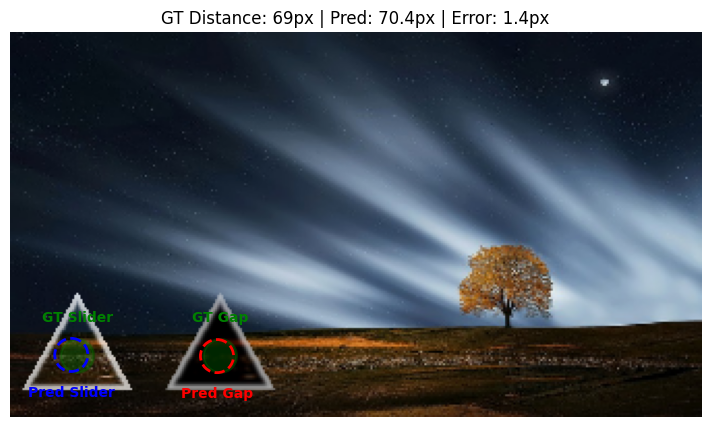 GT Distance: 69px | Pred: 70.4px | Error: 1.4px
GT Slider
GT Gap
Pred Slider
Pred Gap